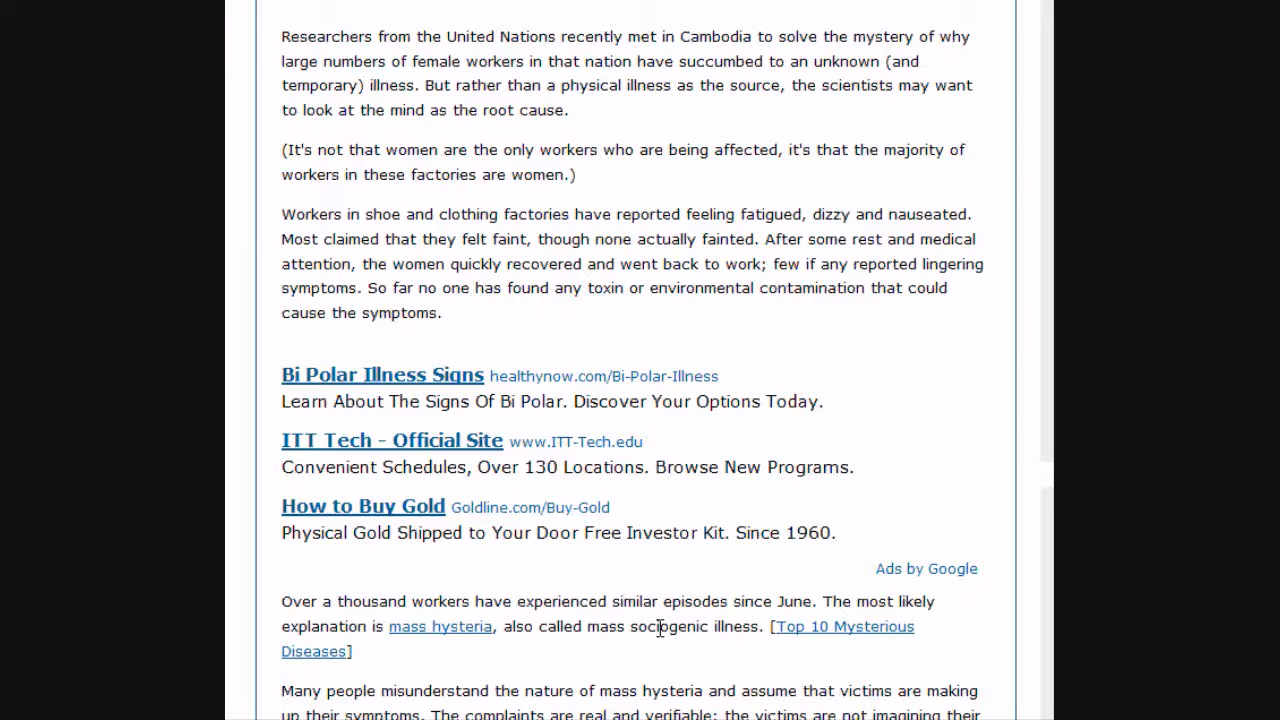 Researchers from the United Nations recently met in Cambodia to solve the mystery of why
large numbers of female workers in that nation have succumbed to an unknown (and
temporary) illness. But rather than a physical illness as the source, the scientists may want
to look at the mind as the root cause.
(It's not that women are the only workers who are being affected, it's that the majority of
workers in these factories are women.)
Workers in shoe and clothing factories have reported feeling fatigued, dizzy and nauseated.
Most claimed that they felt faint, though none actually fainted. After some rest and medical
attention, the women quickly recovered and went back to work; few if any reported lingering
symptoms. So far no one has found any toxin or environmental contamination that could
cause the symptoms.
Bi Polar Illness Signs healthynow.com/Bi-Polar-Illness
Learn About The Signs Of Bi Polar. Discover Your Options Today.
ITT Tech - Official Site www.ITT-Tech.edu
Convenient Schedules, Over 130 Locations. Browse New Programs.
How to Buy Gold Goldline.com/Buy-Gold
Physical Gold Shipped to Your Door Free Investor Kit. Since 1960.
Ads by Google
Over a thousand workers have experienced similar episodes since June. The most likely
explanation is mass hysteria, also called mass sociogenic illness. [Top 10 Mysterious
Diseases]
Many people misunderstand the nature of mass hysteria and assume that victims are making
up their symptoms. The complaints are real and verifiable; the victims are not imagining their